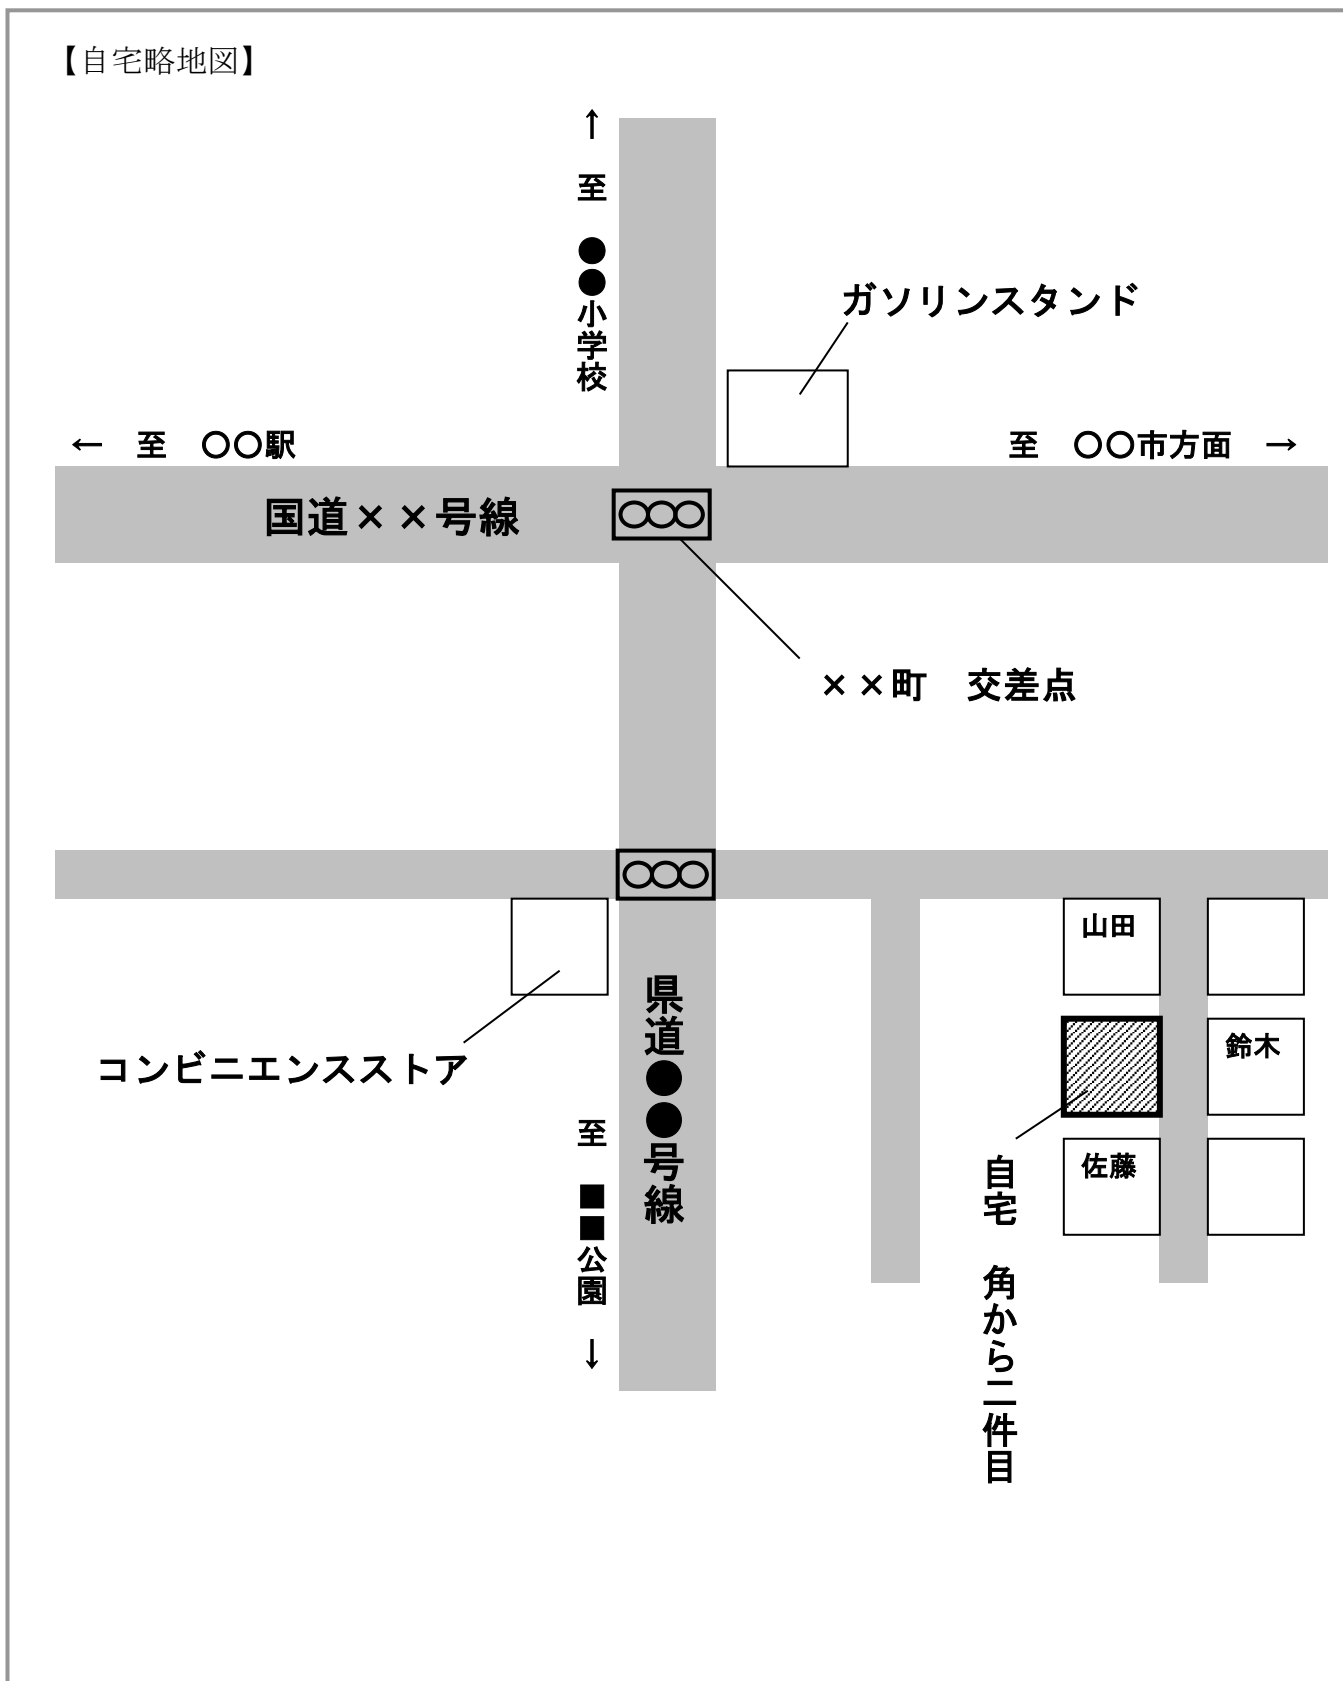 【自宅略地図】
↑ 至 ●●小学校
ガソリンスタンド
← 至 〇〇駅
至 〇〇市方面 →
国道××号線
××町 交差点
山田
鈴木
佐藤
コンビニエンスストア
県道●●号線
至 ■■公園 ↓
自宅 角から二件目